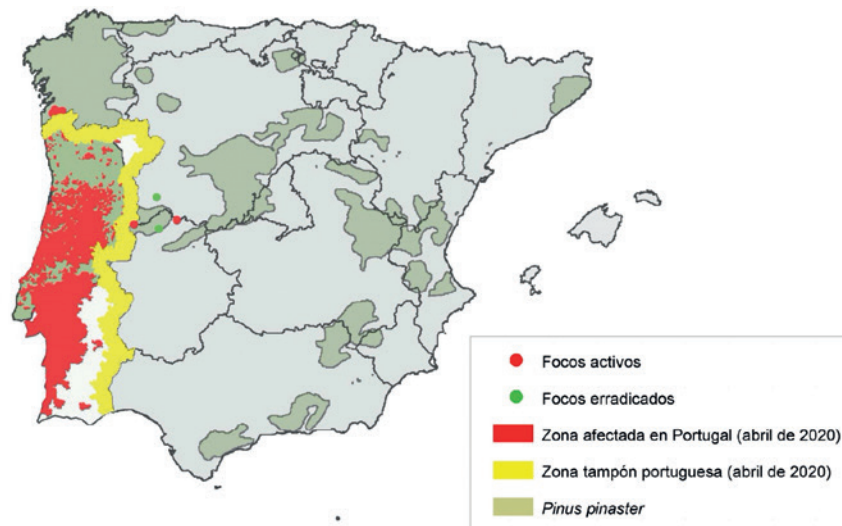 Focos activos
Focos erradicados
Zona afectada en Portugal (abril de 2020)
Zona tampón portuguesa (abril de 2020)
Pinus pinaster